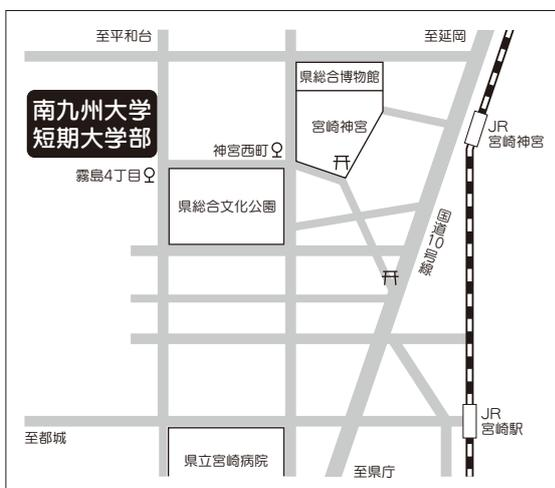 至平和台
至延岡
県総合博物館
南九州大学
短期大学部
宮崎神宮
JR
宮崎神宮
神宮西町
霧島4丁目
県総合文化公園
国道10号線
JR
宮崎駅
至都城
県立宮崎病院
至県庁